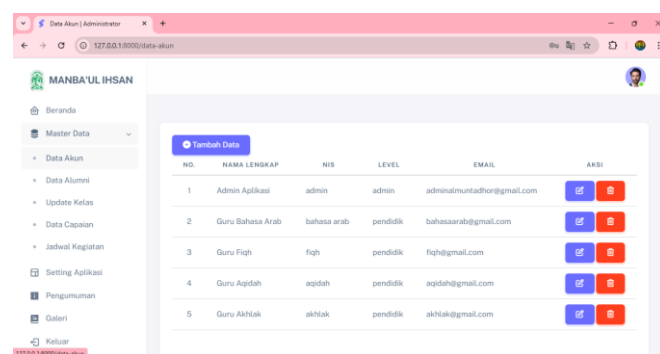 Data Akun | Administrator
127.0.0.1:8000/data-akun
MANBA'UL IHSAN
Beranda
Master Data
Data Akun
Data Alumni
Update Kelas
Data Capaian
Jadwal Kegiatan
Setting Aplikasi
Pengumuman
Galeri
Keluar
127.0.0.1:8000/data-akun
Tambah Data
NO. NAMA LENGKAP NIS LEVEL EMAIL AKSI
1 Admin Aplikasi admin admin adminalmuntadhor@gmail.com
2 Guru Bahasa Arab bahasa arab pendidik bahasaarab@gmail.com
3 Guru Fiqh fiqh pendidik fiqh@gmail.com
4 Guru Aqidah aqidah pendidik aqidah@gmail.com
5 Guru Akhlak akhlak pendidik akhlak@gmail.com